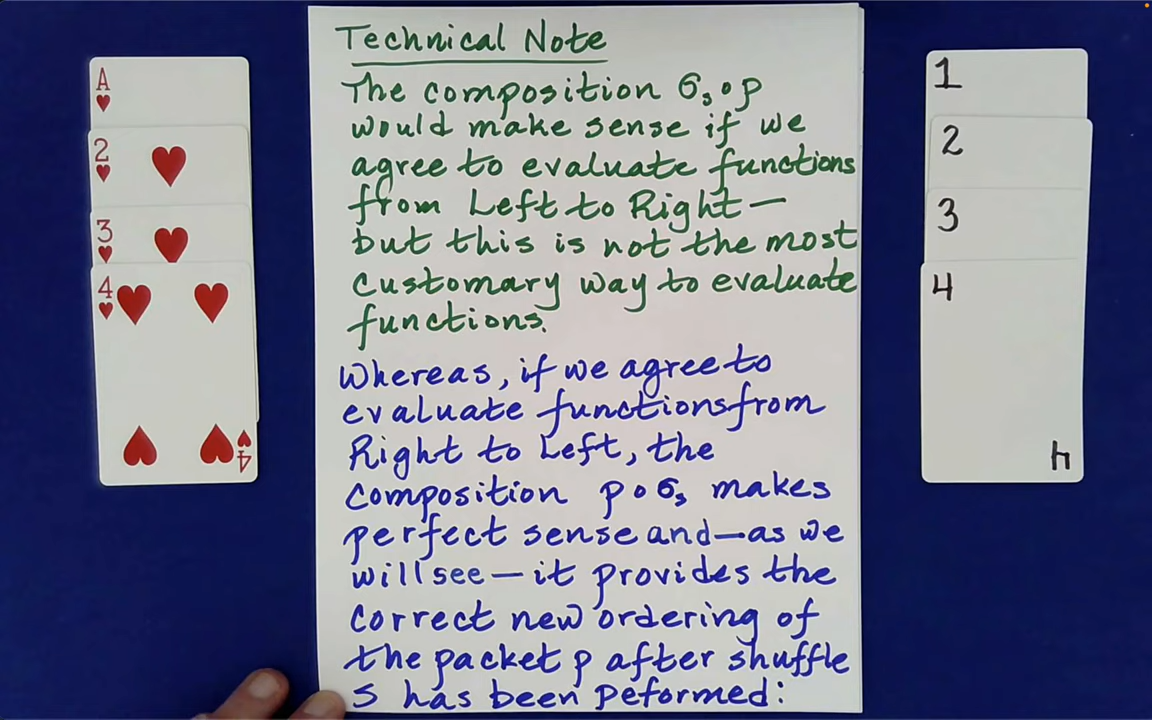 A
2
3
4
4
Technical Note
The composition σₛ∘p
would make sense if we
agree to evaluate functions
from Left to Right—
but this is not the most
customary way to evaluate
functions.
Whereas, if we agree to
evaluate functions from
Right to Left, the
composition p∘σₛ makes
perfect sense and—as we
will see—it provides the
correct new ordering of
the packet p after shuffle
s has been peformed:
1
2
3
4
4